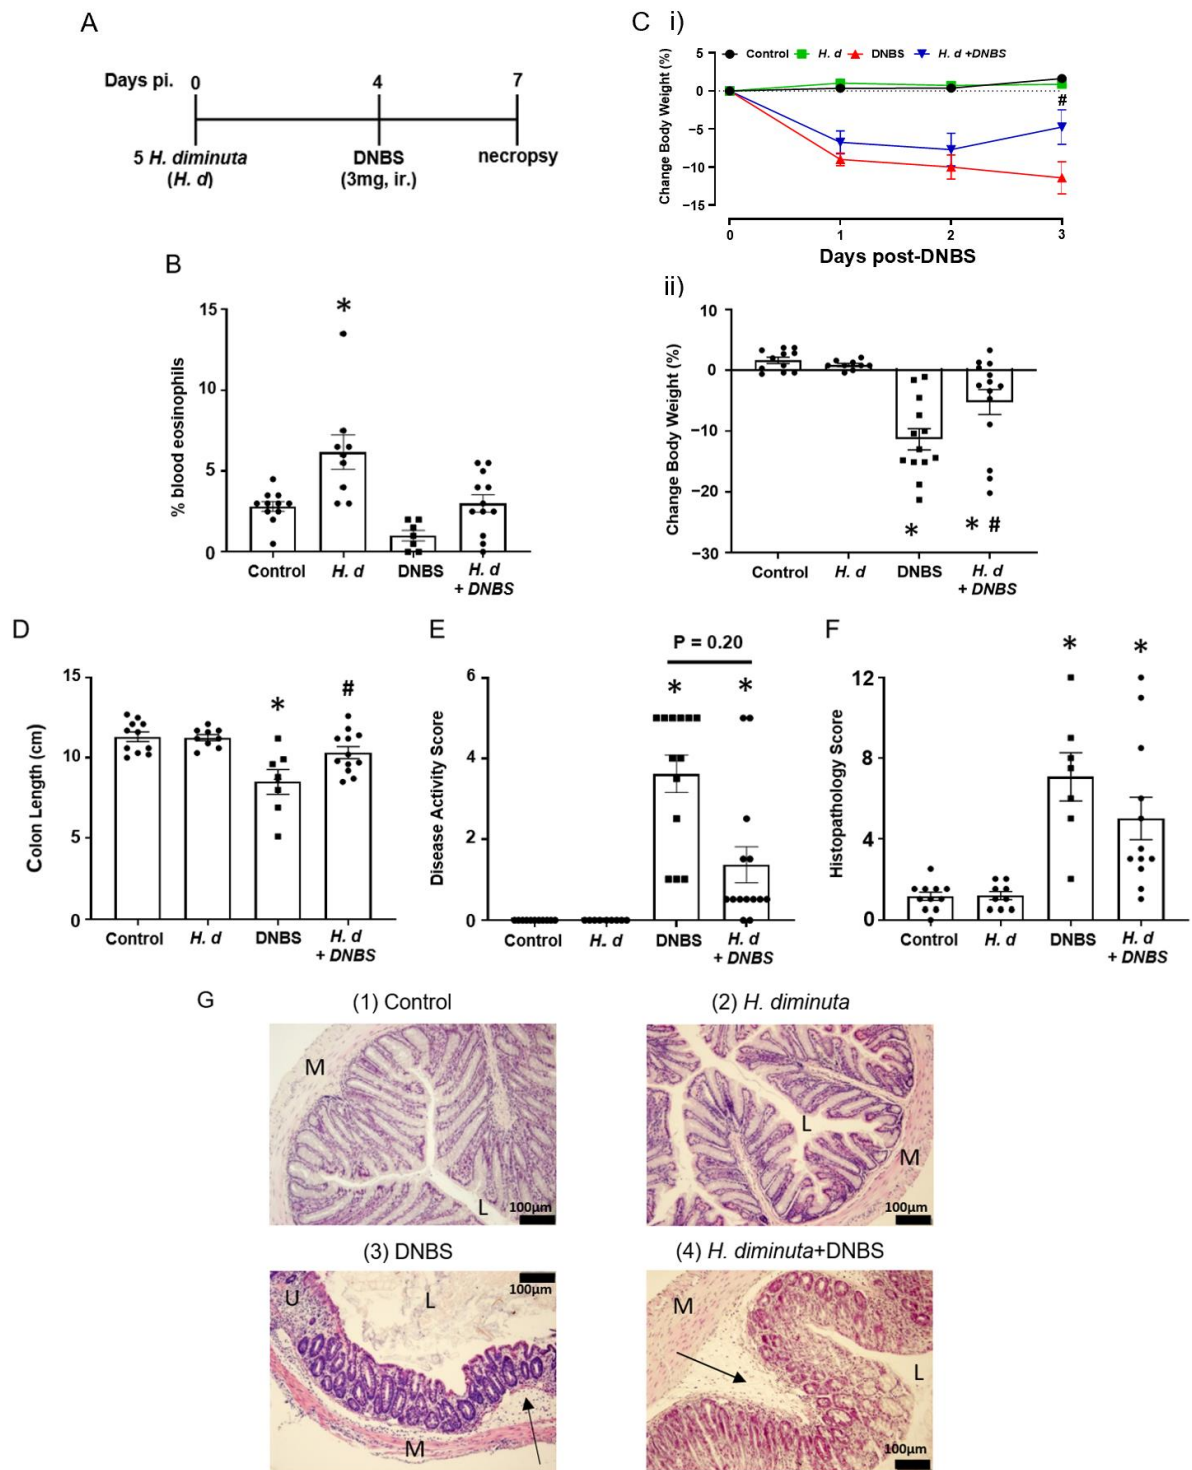 A
Days pi. 0 4 7
5 H. diminuta DNBS necropsy
(H. d) (3mg, ir.)
B
% blood eosinophils
15
10
5
0
*
Control H. d DNBS H. d
+ DNBS
C i)
Control H. d DNBS H. d +DNBS
Change Body Weight (%)
5
0
−5
−10
−15
#
0 1 2 3
Days post-DNBS
ii)
Change Body Weight (%)
10
0
−10
−20
−30
* * #
Control H. d DNBS H. d
+ DNBS
D
Colon Length (cm)
15
10
5
0
* #
Control H. d DNBS H. d
+ DNBS
E
P = 0.20
Disease Activity Score
6
4
2
0
* *
Control H. d DNBS H. d
+ DNBS
F
Histopathology Score
12
8
4
0
* *
Control H. d DNBS H. d
+ DNBS
G
(1) Control
M
L
100µm
(2) H. diminuta
L
M
100µm
(3) DNBS
100µm
U
L
M
(4) H. diminuta+DNBS
M
L
100µm